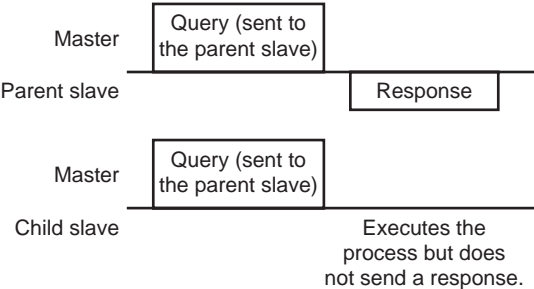 Query (sent to
Master
the parent slave)
Parent slave
Response
Query (sent to
Master
the parent slave)
Child slave
Executes the
process but does
not send a response.